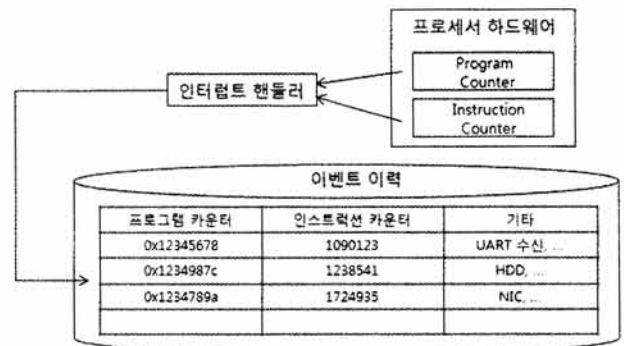 프로세서 하드웨어
Program
Counter
인터럽트 핸들러
Instruction
Counter
이벤트 이력
프로그램 카운터 인스트럭션 카운터 기타
0x12345678 1090123 UART 수신, ...
0x1234987c 1238541 HDD, ...
0x1234789a 1724935 NIC, ...